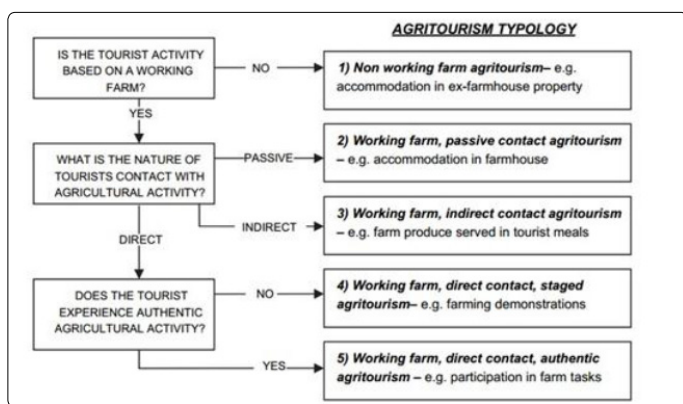 AGRITOURISM TYPOLOGY
IS THE TOURIST ACTIVITY
BASED ON A WORKING
FARM?
NO
1) Non working farm agritourism– e.g.
accommodation in ex-farmhouse property
YES
WHAT IS THE NATURE OF
TOURISTS CONTACT WITH
AGRICULTURAL ACTIVITY?
PASSIVE
2) Working farm, passive contact agritourism
– e.g. accommodation in farmhouse
INDIRECT
3) Working farm, indirect contact agritourism
– e.g. farm produce served in tourist meals
DIRECT
DOES THE TOURIST
EXPERIENCE AUTHENTIC
AGRICULTURAL ACTIVITY?
NO
4) Working farm, direct contact, staged
agritourism– e.g. farming demonstrations
YES
5) Working farm, direct contact, authentic
agritourism – e.g. participation in farm tasks